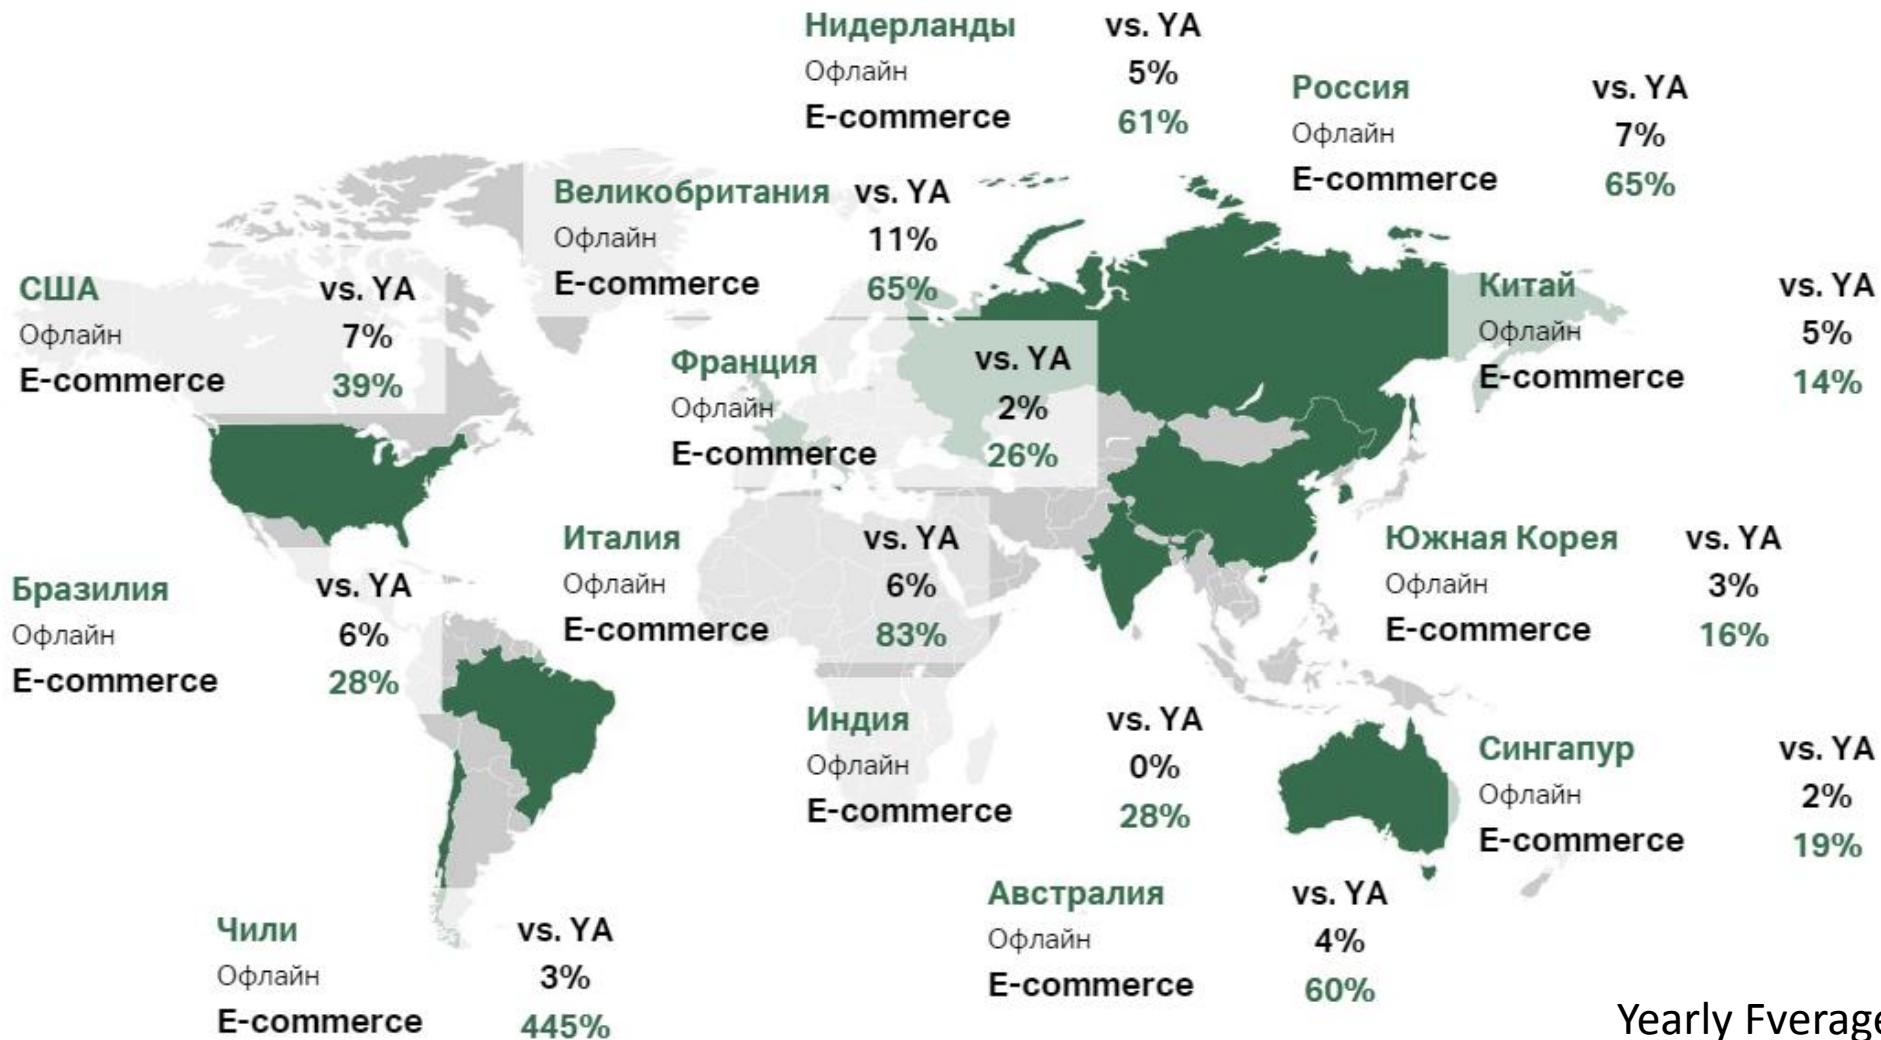 Нидерланды vs. YA
Офлайн 5%
E-commerce 61%
Россия vs. YA
Офлайн 7%
E-commerce 65%
Великобритания vs. YA
Офлайн 11%
E-commerce 65%
США vs. YA
Офлайн 7%
E-commerce 39%
Франция vs. YA
Офлайн 2%
E-commerce 26%
Китай vs. YA
Офлайн 5%
E-commerce 14%
Италия vs. YA
Офлайн 6%
E-commerce 83%
Южная Корея vs. YA
Офлайн 3%
E-commerce 16%
Бразилия vs. YA
Офлайн 6%
E-commerce 28%
Индия vs. YA
Офлайн 0%
E-commerce 28%
Сингапур vs. YA
Офлайн 2%
E-commerce 19%
Австралия vs. YA
Офлайн 4%
E-commerce 60%
Чили vs. YA
Офлайн 3%
E-commerce 445%
Yearly Fverage